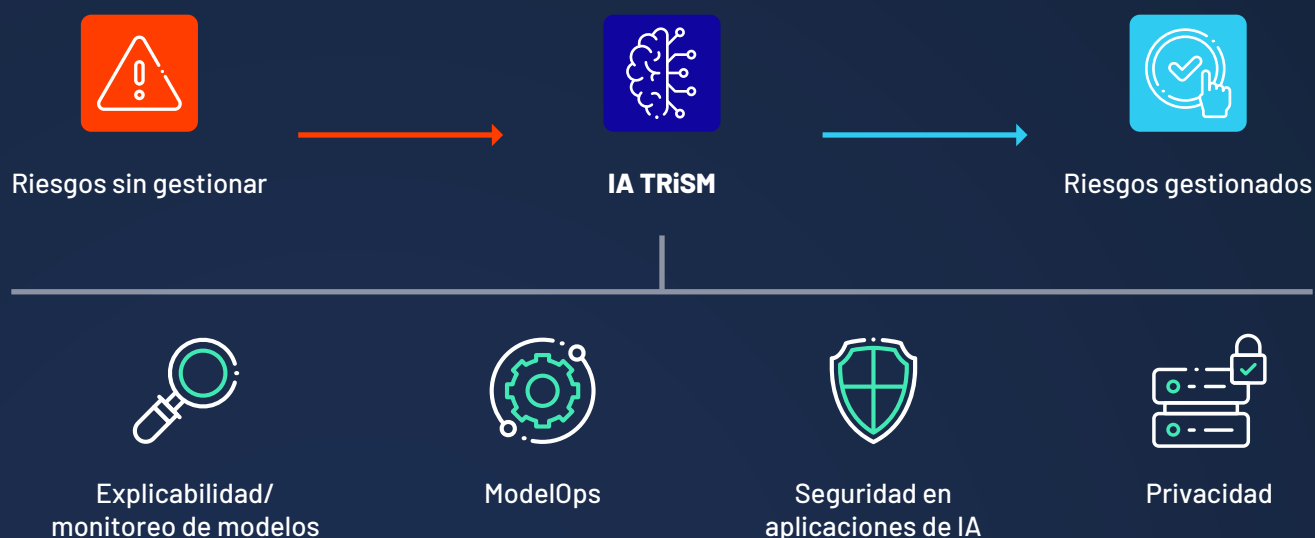 Riesgos sin gestionar
IA TRiSM
Riesgos gestionados
Explicabilidad/
monitoreo de modelos
ModelOps
Seguridad en
aplicaciones de IA
Privacidad